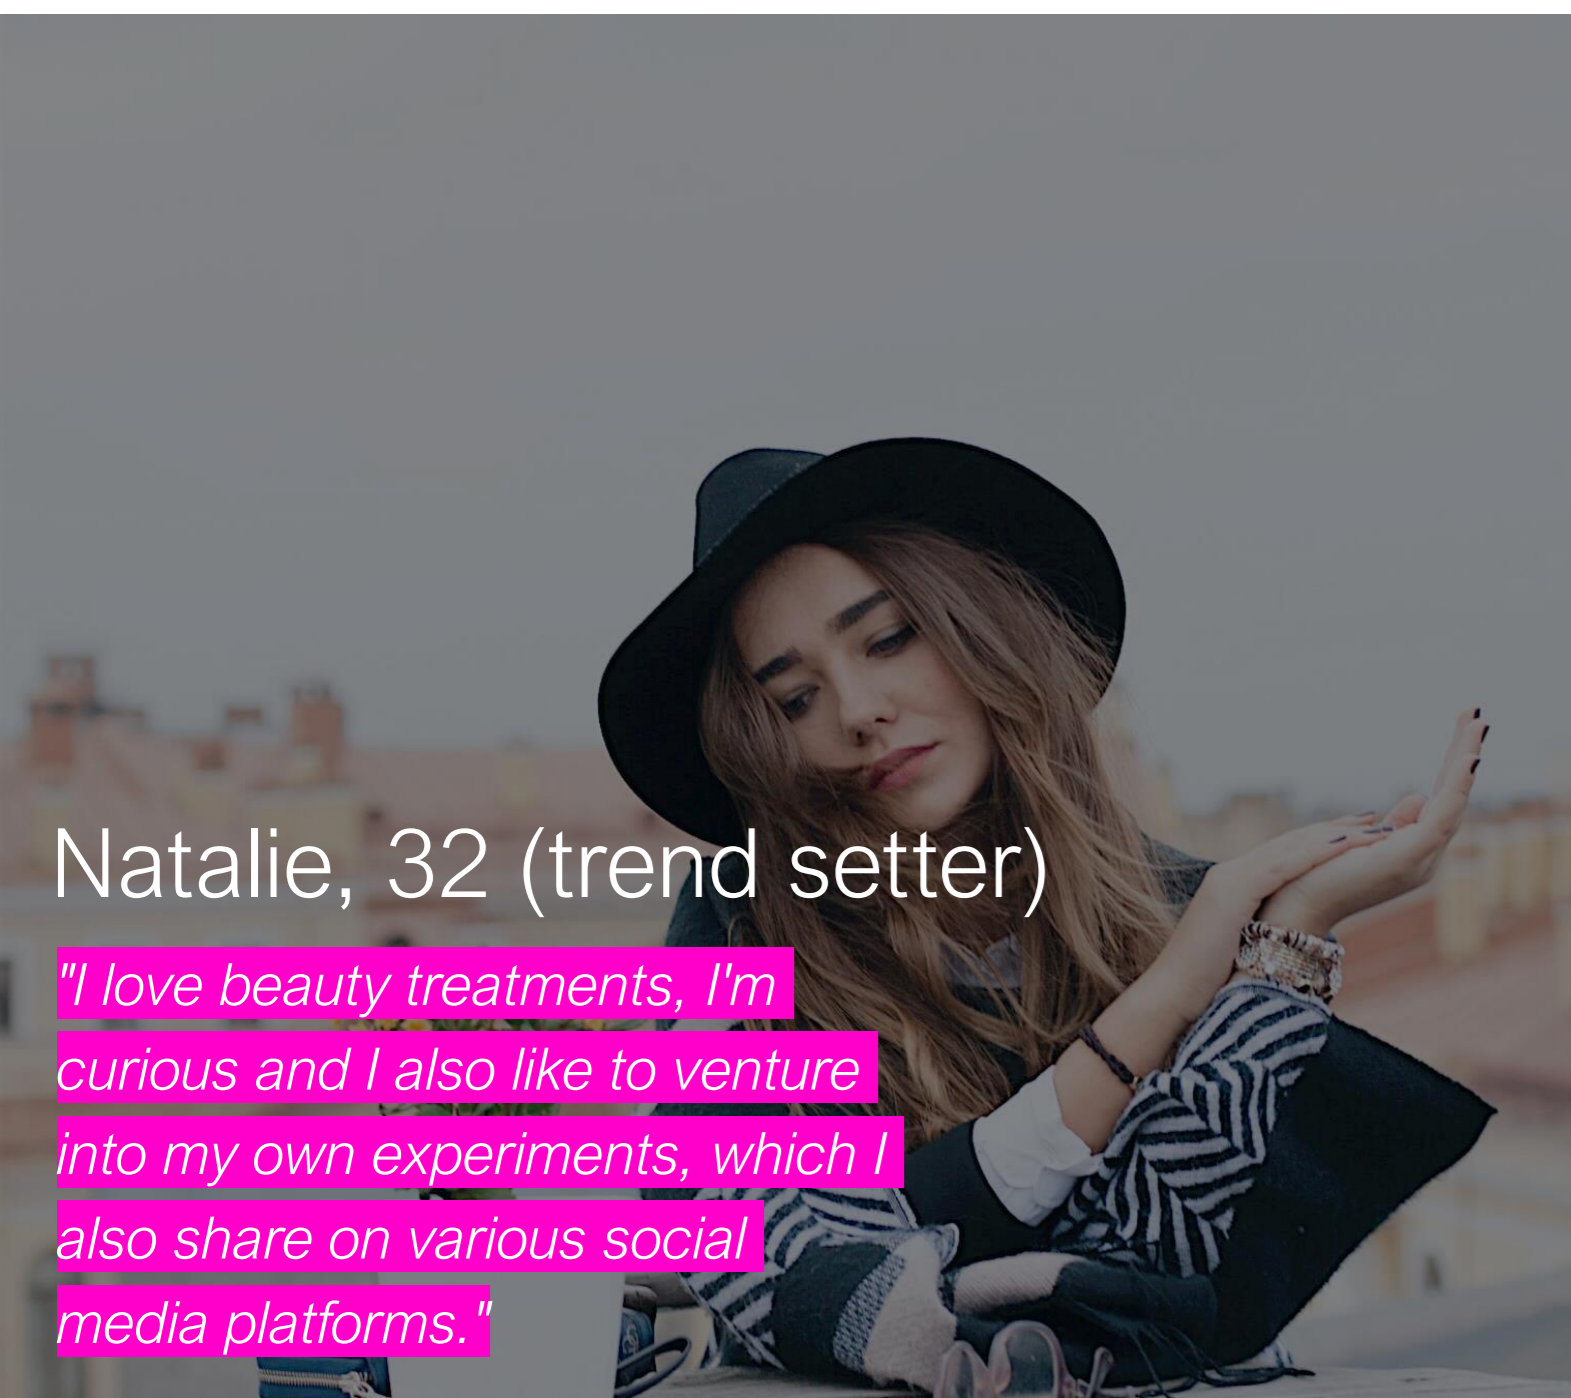 Natalie, 32 (trend setter)
"I love beauty treatments, I'm
curious and I also like to venture
into my own experiments, which I
also share on various social
media platforms."